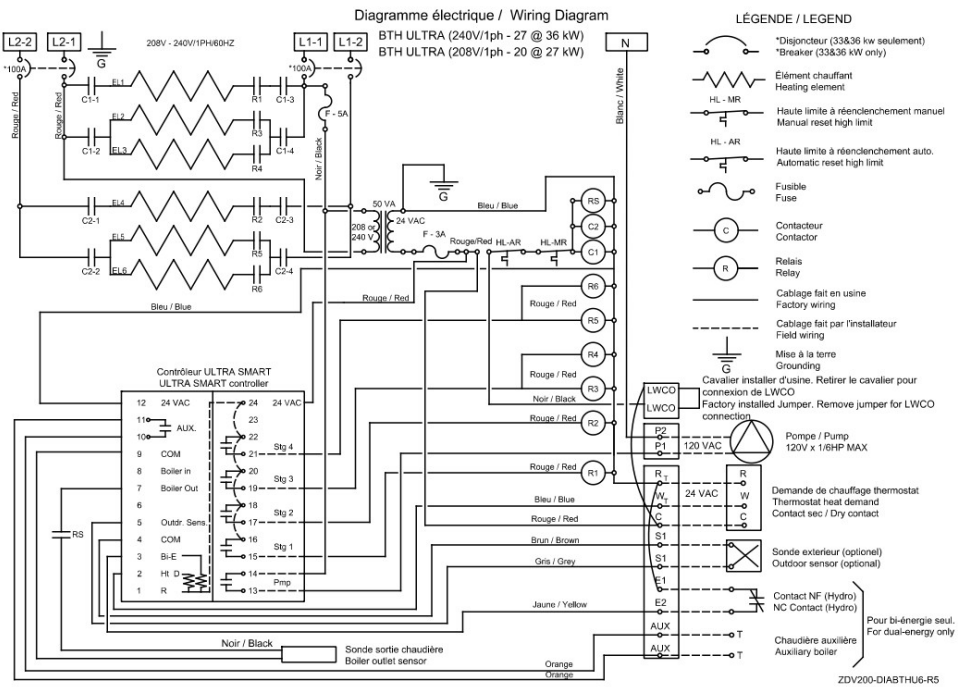 Diagramme électrique / Wiring Diagram
BTH ULTRA (240V/1ph - 27 @ 36 kW)
BTH ULTRA (208V/1ph - 20 @ 27 kW)
L2-2
L2-1
G
208V - 240V/1PH/60HZ
L1-1
L1-2
N
*100A
*100A
Rouge / Red
Rouge / Red
EL1
C1-1
R1
C1-3
F - 5A
EL2
R3
C1-2
EL3
C1-4
R4
Noir / Black
Blanc / White
EL4
C2-1
R2
C2-3
EL5
R5
C2-2
EL6
C2-4
R6
50 VA
208 or
240 V
24 VAC
G
Bleu / Blue
F - 3A
Rouge/Red
HL-AR
HL-MR
RS
C2
C1
Rouge / Red
Bleu / Blue
R6
Rouge / Red
R5
R4
Rouge / Red
R3
Noir / Black
Rouge / Red
R2
Rouge / Red
R1
Bleu / Blue
Rouge / Red
Brun / Brown
Gris / Grey
Jaune / Yellow
Contrôleur ULTRA SMART
ULTRA SMART controller
12 24 VAC
11
AUX.
10
9 COM
8 Boiler in
7 Boiler Out
6
5 Outdr. Sens.
4 COM
3 Bi-E
2 Ht D
1 R
24 24 VAC
23
22
21 Stg 4
20
19 Stg 3
18
17 Stg 2
16
15 Stg 1
14
13 Pmp
RS
Noir / Black
Sonde sortie chaudière
Boiler outlet sensor
Orange
Orange
LWCO
LWCO
Cavalier installer d'usine. Retirer le cavalier pour
connexion de LWCO
Factory installed Jumper. Remove jumper for LWCO
connection
P2
P1
120 VAC
Pompe / Pump
120V x 1/6HP MAX
R
T
W
T
C
24 VAC
R
W
C
Demande de chauffage thermostat
Thermostat heat demand
Contact sec / Dry contact
S1
S1
Sonde exterieur (optionel)
Outdoor sensor (optional)
E1
E2
Contact NF (Hydro)
NC Contact (Hydro)
AUX
AUX
T
T
Chaudière auxilière
Auxiliary boiler
Pour bi-énergie seul.
For dual-energy only
LÉGENDE / LEGEND
*Disjoncteur (33&36 kw seulement)
*Breaker (33&36 kW only)
Élément chauffant
Heating element
HL - MR
Haute limite à réenclenchement manuel
Manual reset high limit
HL - AR
Haute limite à réenclenchement auto.
Automatic reset high limit
Fusible
Fuse
C
Contacteur
Contactor
R
Relais
Relay
Cablage fait en usine
Factory wiring
Cablage fait par l'installateur
Field wiring
G
Mise à la terre
Grounding
ZDV200-DIABTHU6-R5